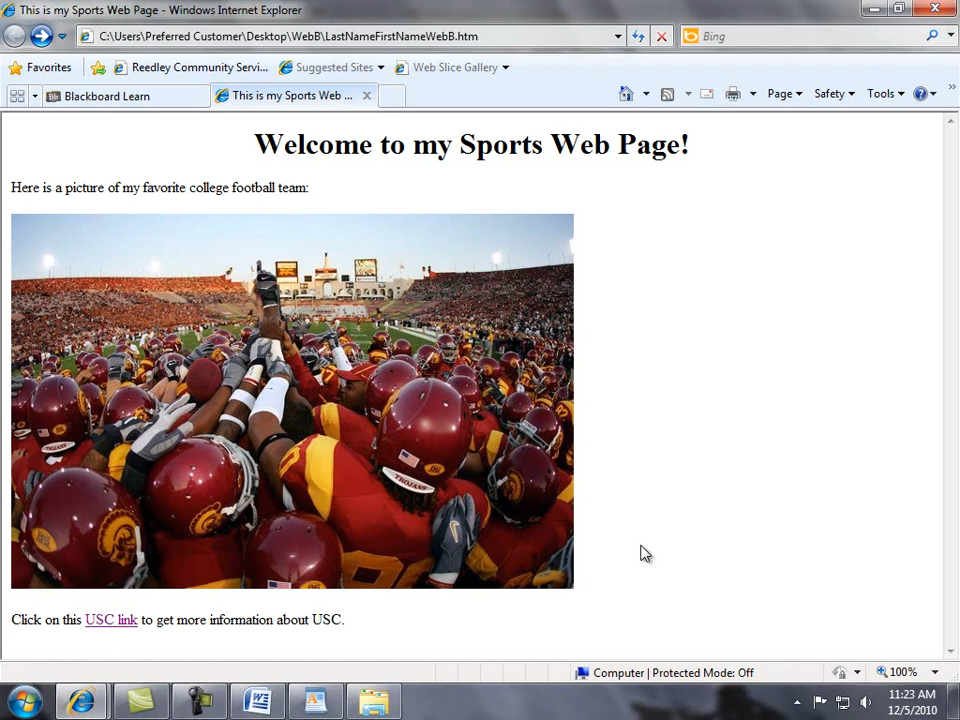 This is my Sports Web Page - Windows Internet Explorer
C:\Users\Preferred Customer\Desktop\WebB\LastNameFirstNameWebB.htm
Bing
Favorites
Reedley Community Servi...
Suggested Sites
Web Slice Gallery
Blackboard Learn
This is my Sports Web ...
Page
Safety
Tools
Welcome to my Sports Web Page!
Here is a picture of my favorite college football team:
TROJANS
TROJANS
Click on this USC link to get more information about USC.
Computer | Protected Mode: Off
100%
11:23 AM
12/5/2010